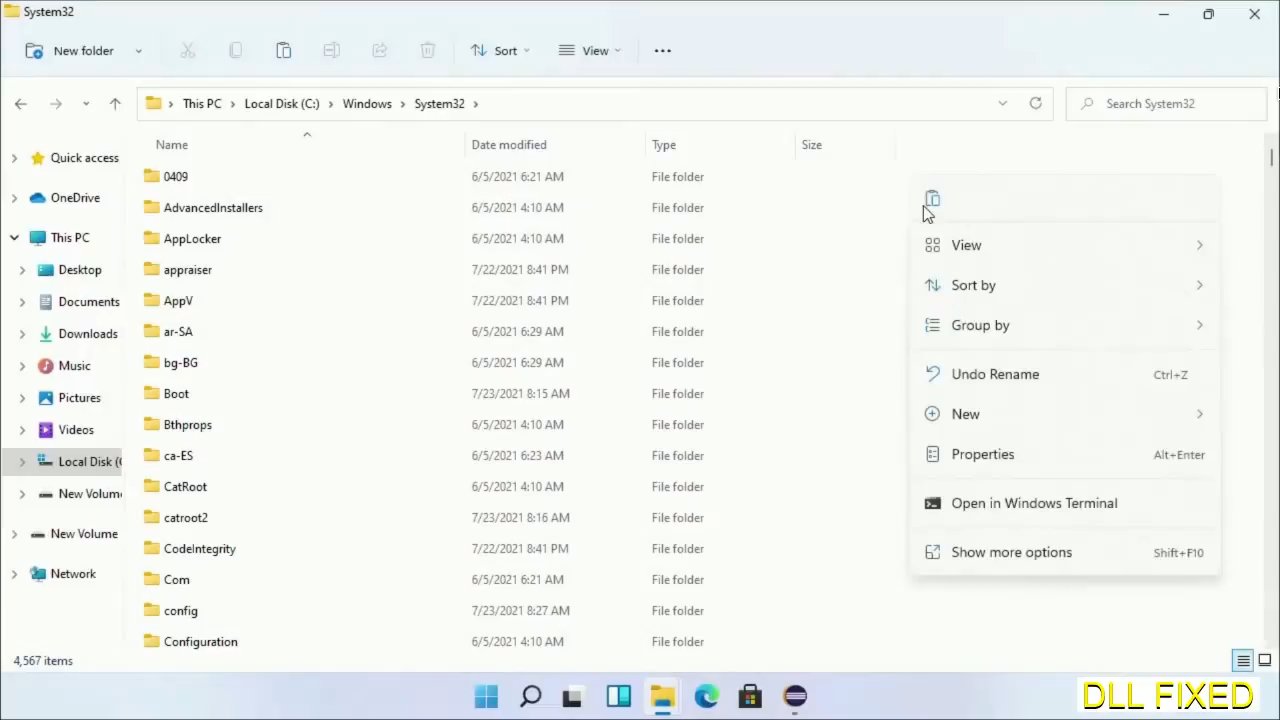 System32
New folder
Sort
View
This PC > Local Disk (C:) > Windows > System32 >
Search System32
Name Date modified Type Size
Quick access
OneDrive
This PC
Desktop
Documents
Downloads
Music
Pictures
Videos
Local Disk (C
New Volum
New Volume
Network
0409 6/5/2021 6:21 AM File folder
AdvancedInstallers 6/5/2021 4:10 AM File folder
AppLocker 6/5/2021 4:10 AM File folder
appraiser 7/22/2021 8:41 PM File folder
AppV 7/22/2021 8:41 PM File folder
ar-SA 6/5/2021 6:29 AM File folder
bg-BG 6/5/2021 6:29 AM File folder
Boot 7/23/2021 8:15 AM File folder
Bthprops 6/5/2021 4:10 AM File folder
ca-ES 6/5/2021 6:23 AM File folder
CatRoot 6/5/2021 4:10 AM File folder
catroot2 7/23/2021 8:16 AM File folder
CodeIntegrity 7/22/2021 8:41 PM File folder
Com 6/5/2021 6:21 AM File folder
config 7/23/2021 8:27 AM File folder
Configuration 6/5/2021 4:10 AM File folder
View
Sort by
Group by
Undo Rename Ctrl+Z
New
Properties Alt+Enter
Open in Windows Terminal
Show more options Shift+F10
4,567 items
DLL FIXED